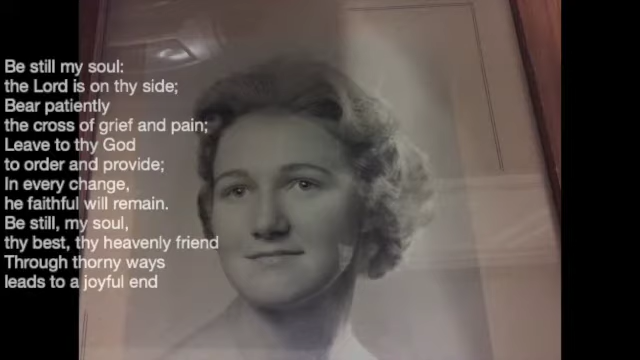 Be still my soul:
the Lord is on thy side;
Bear patiently
the cross of grief and pain;
Leave to thy God
to order and provide;
In every change,
he faithful will remain.
Be still, my soul,
thy best, thy heavenly friend
Through thorny ways
leads to a joyful end